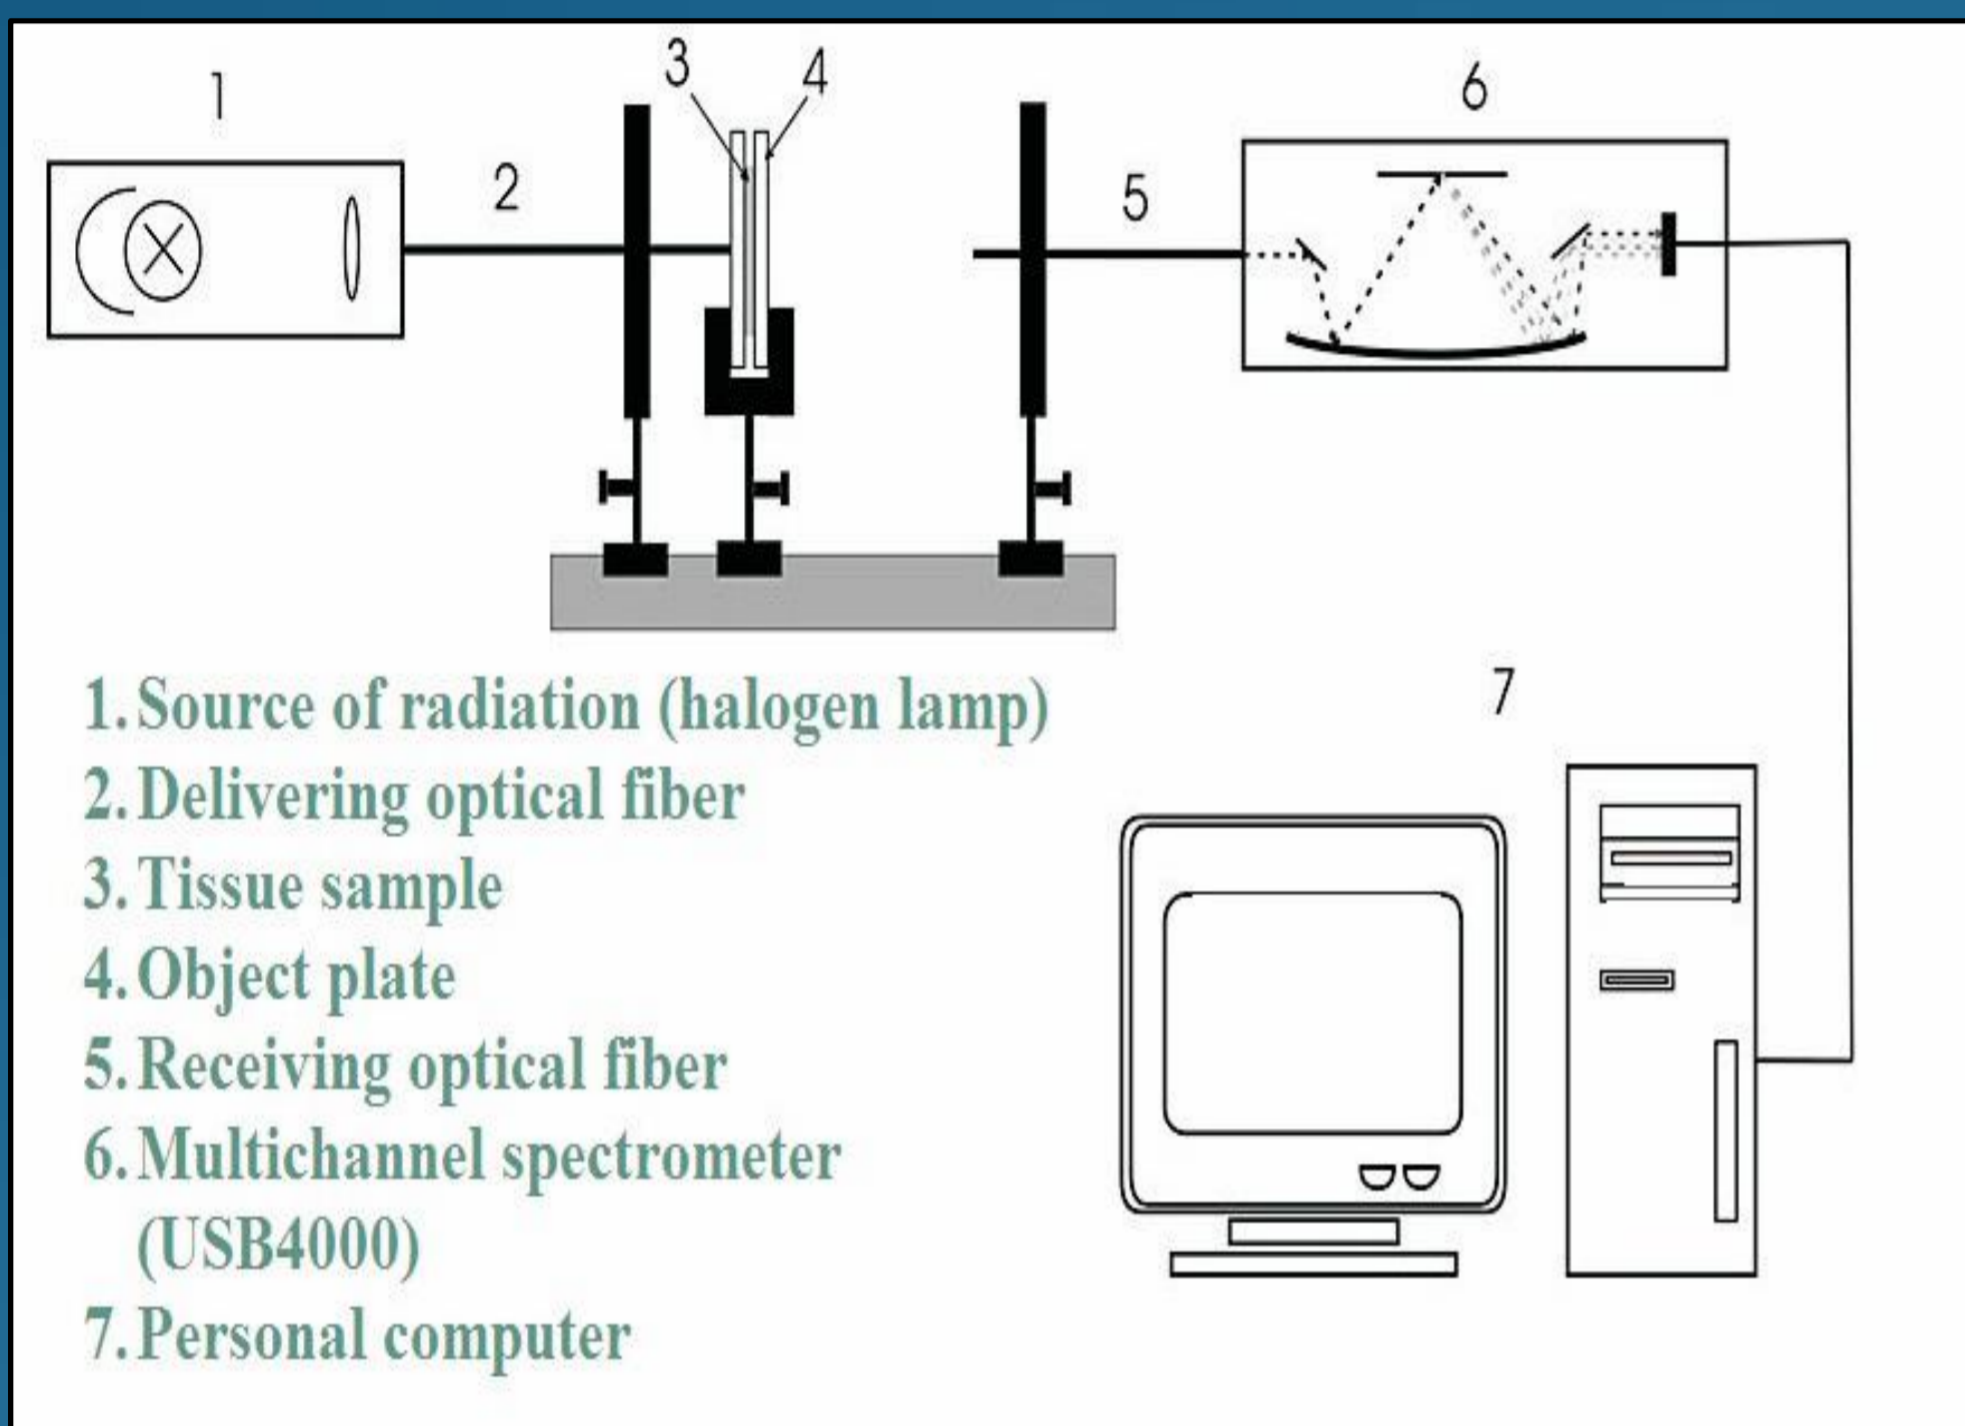 1
2
3
4
5
6
7
1. Source of radiation (halogen lamp)
2. Delivering optical fiber
3. Tissue sample
4. Object plate
5. Receiving optical fiber
6. Multichannel spectrometer
(USB4000)
7. Personal computer